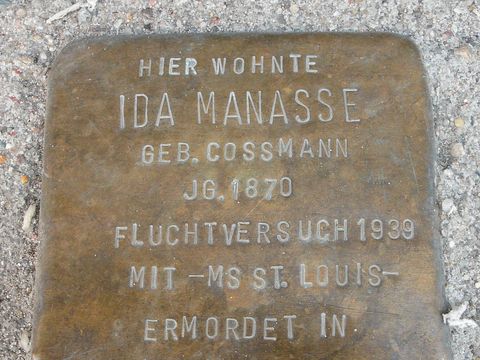 HIER WOHNTE
IDA MANASSE
GEB. COSSMANN
JG. 1870
FLUCHTVERSUCH 1939
MIT –MS ST. LOUIS–
ERMORDET IN